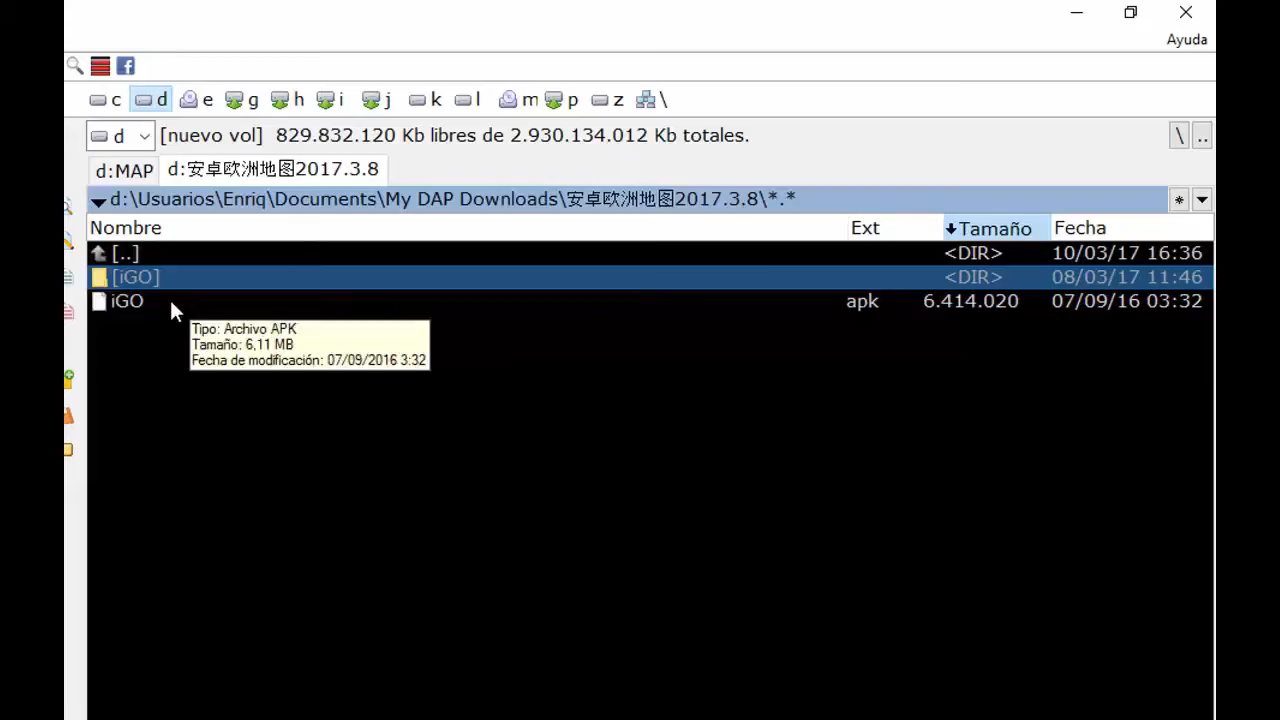 Ayuda
c d e g h i j k l m p z \
d [nuevo vol] 829.832.120 Kb libres de 2.930.134.012 Kb totales. \ ..
d:MAP d:安卓欧洲地图2017.3.8
d:\Usuarios\Enriq\Documents\My DAP Downloads\安卓欧洲地图2017.3.8\*.* *
Nombre Ext Tamaño Fecha
[..] <DIR> 10/03/17 16:36
[iGO] <DIR> 08/03/17 11:46
iGO apk 6.414.020 07/09/16 03:32
Tipo: Archivo APK
Tamaño: 6,11 MB
Fecha de modificación: 07/09/2016 3:32